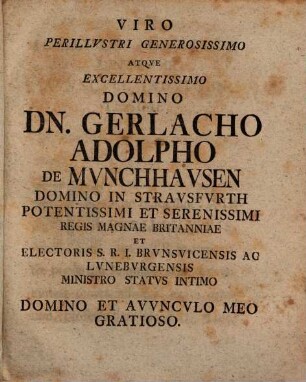 VIRO
PERILLVSTRI GENEROSISSIMO
ATQVE
EXCELLENTISSIMO
DOMINO
DN. GERLACHO
ADOLPHO
DE MVNCHHAVSEN
DOMINO IN STRAVSFVRTH
POTENTISSIMI ET SERENISSIMI
REGIS MAGNAE BRITANNIAE
ET
ELECTORIS S. R. I. BRVNSVICENSIS AC
LVNEBVRGENSIS
MINISTRO STATVS INTIMO
DOMINO ET AVVNCVLO MEO
GRATIOSO.